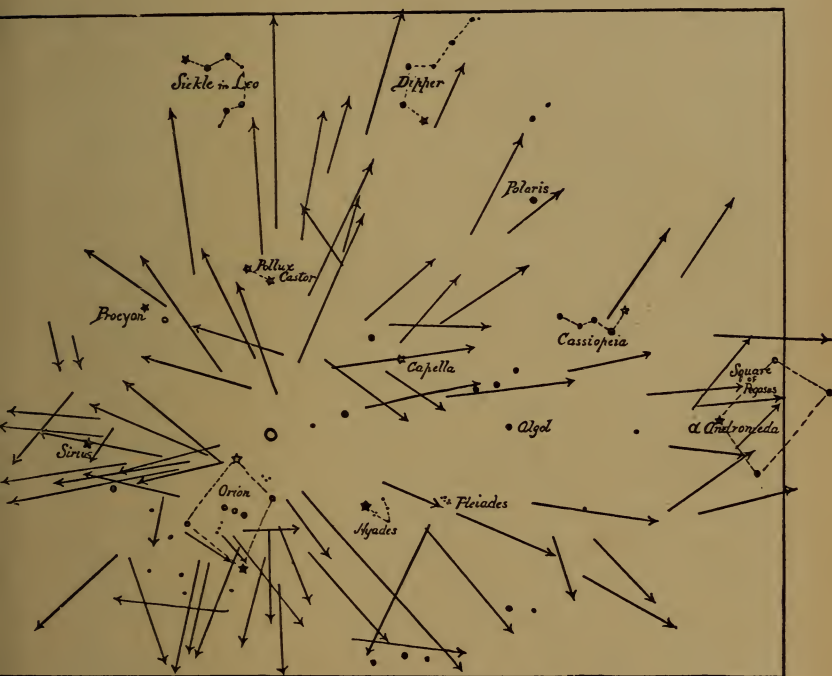 Sickle in Leo
Dipper
Polaris
Pollux
Castor
Procyon
Cassiopeia
Capella
Square
of
Pegasus
Algol
α Andromeda
Sirius
Orion
Pleiades
Hyades